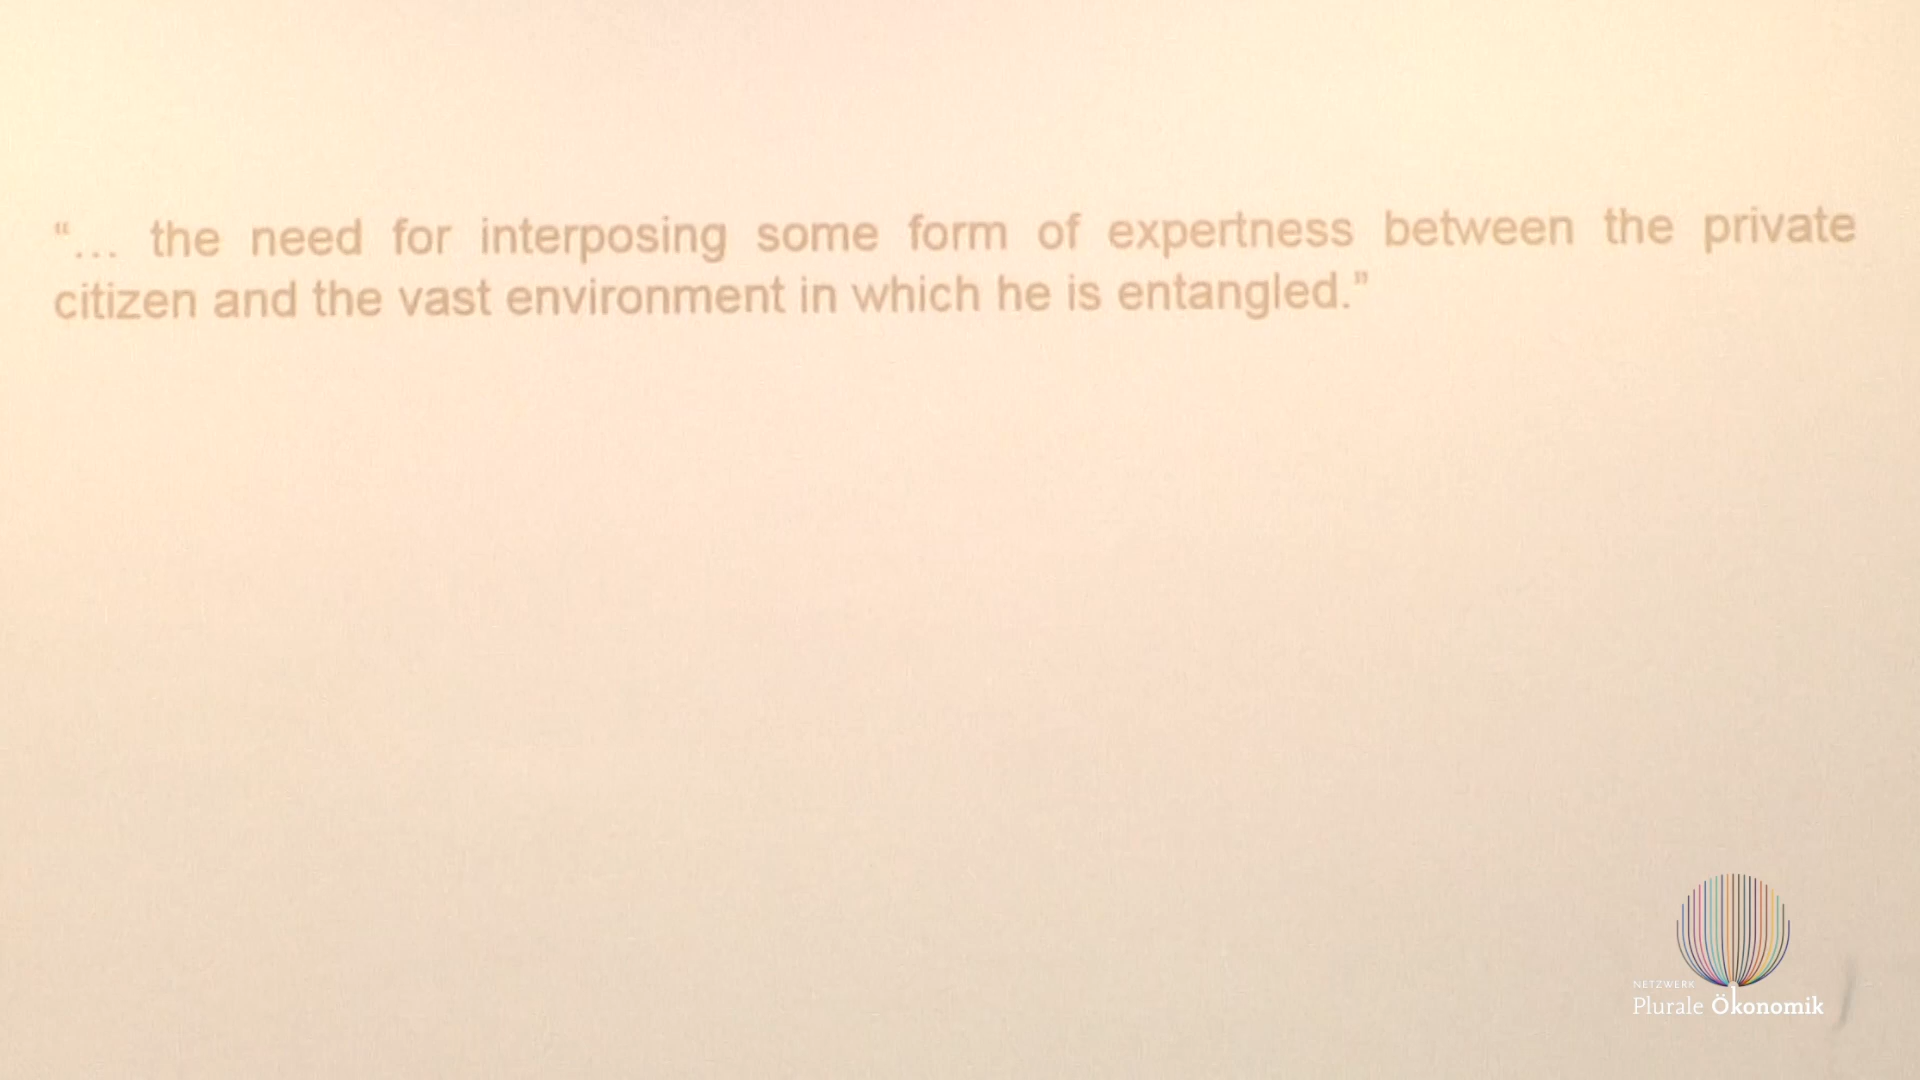 “... the need for interposing some form of expertness between the private
citizen and the vast environment in which he is entangled.”
NETZWERK
Plurale Ökonomik